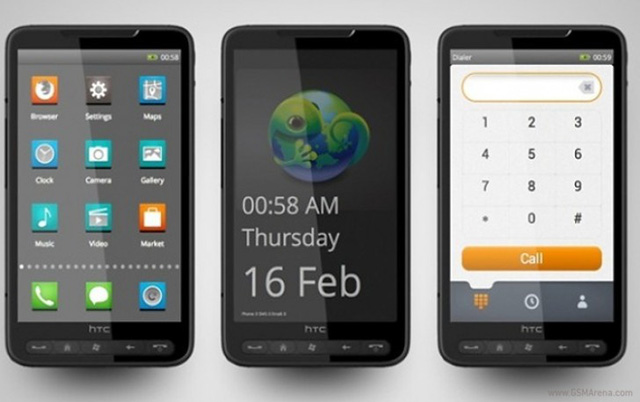 00:58
Browser Settings Maps
Clock Camera Gallery
Music Video Market
htc
00:58 AM
Thursday
16 Feb
Phone 0 SMS 0 Email 0
htc
Dialer 00:59
1 2 3
4 5 6
7 8 9
* 0 #
Call
htc
www.GSMArena.com